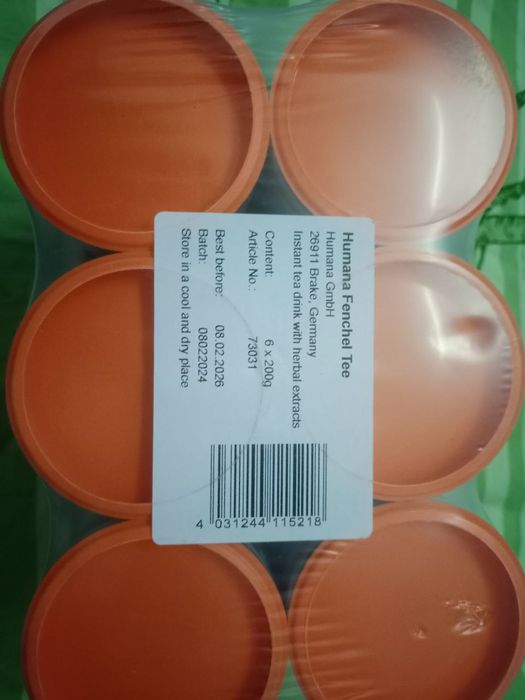 Humana Fenchel Tee
Humana GmbH
26911 Brake, Germany
Instant tea drink with herbal extracts
Content: 6 x 200g
Article No.: 73031
Best before: 08.02.2026
Batch: 08022024
Store in a cool and dry place
4 031244 115218